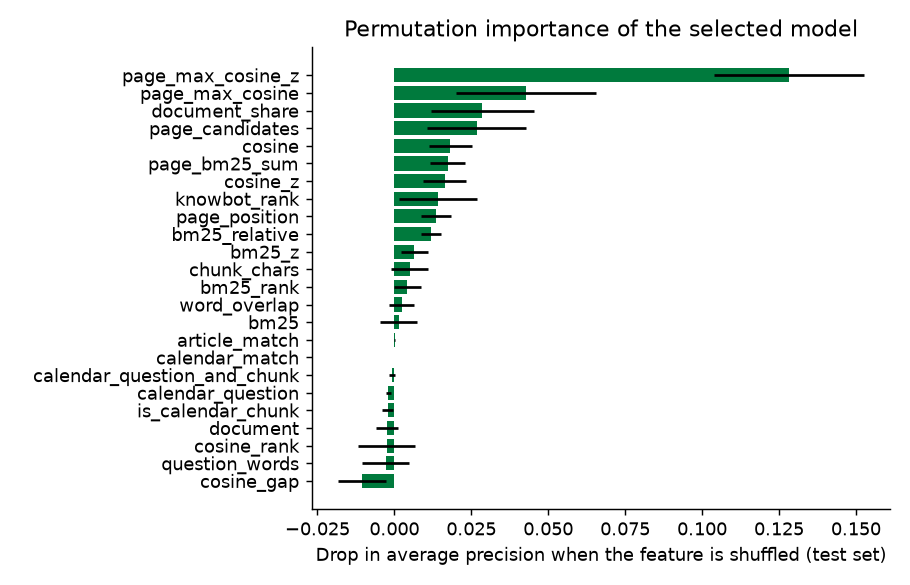 Permutation importance of the selected model
page_max_cosine_z
page_max_cosine
document_share
page_candidates
cosine
page_bm25_sum
cosine_z
knowbot_rank
page_position
bm25_relative
bm25_z
chunk_chars
bm25_rank
word_overlap
bm25
article_match
calendar_match
calendar_question_and_chunk
calendar_question
is_calendar_chunk
document
cosine_rank
question_words
cosine_gap
−0.025 0.000 0.025 0.050 0.075 0.100 0.125 0.150
Drop in average precision when the feature is shuffled (test set)